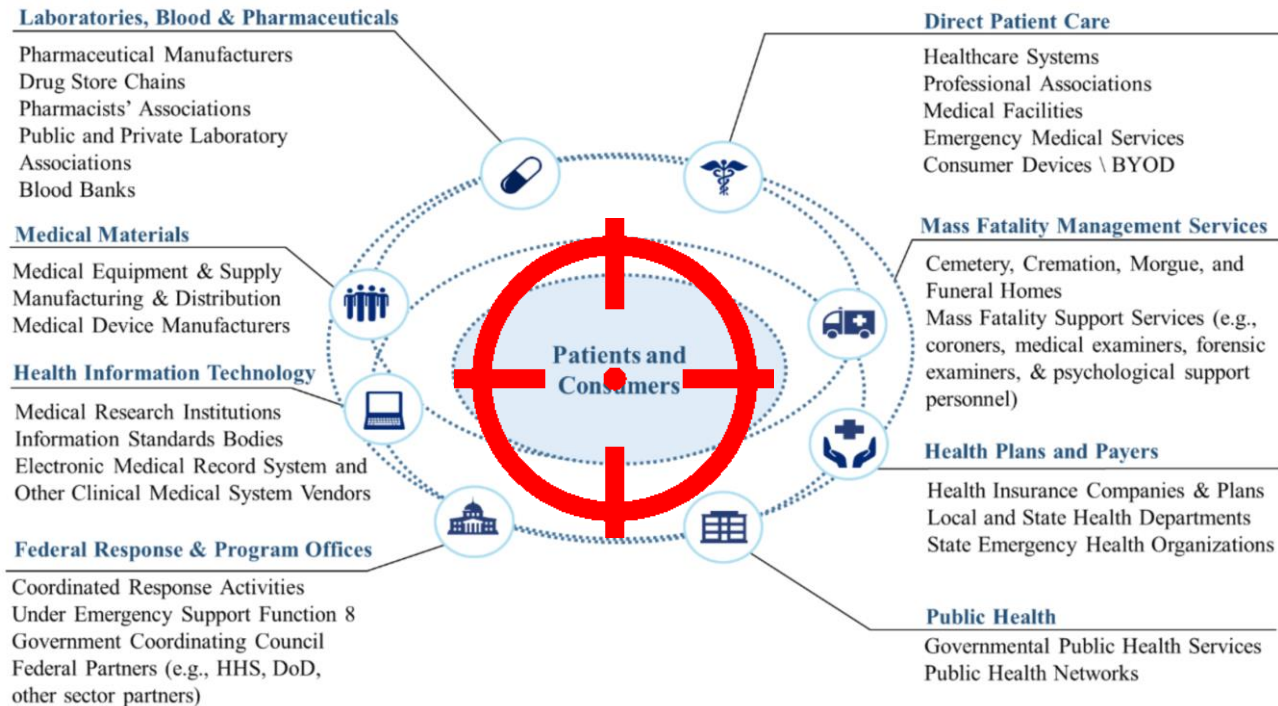 Laboratories, Blood & Pharmaceuticals
Pharmaceutical Manufacturers
Drug Store Chains
Pharmacists’ Associations
Public and Private Laboratory
Associations
Blood Banks
Medical Materials
Medical Equipment & Supply
Manufacturing & Distribution
Medical Device Manufacturers
Health Information Technology
Medical Research Institutions
Information Standards Bodies
Electronic Medical Record System and
Other Clinical Medical System Vendors
Federal Response & Program Offices
Coordinated Response Activities
Under Emergency Support Function 8
Government Coordinating Council
Federal Partners (e.g., HHS, DoD,
other sector partners)
Patients and
Consumers
Direct Patient Care
Healthcare Systems
Professional Associations
Medical Facilities
Emergency Medical Services
Consumer Devices \ BYOD
Mass Fatality Management Services
Cemetery, Cremation, Morgue, and
Funeral Homes
Mass Fatality Support Services (e.g.,
coroners, medical examiners, forensic
examiners, & psychological support
personnel)
Health Plans and Payers
Health Insurance Companies & Plans
Local and State Health Departments
State Emergency Health Organizations
Public Health
Governmental Public Health Services
Public Health Networks